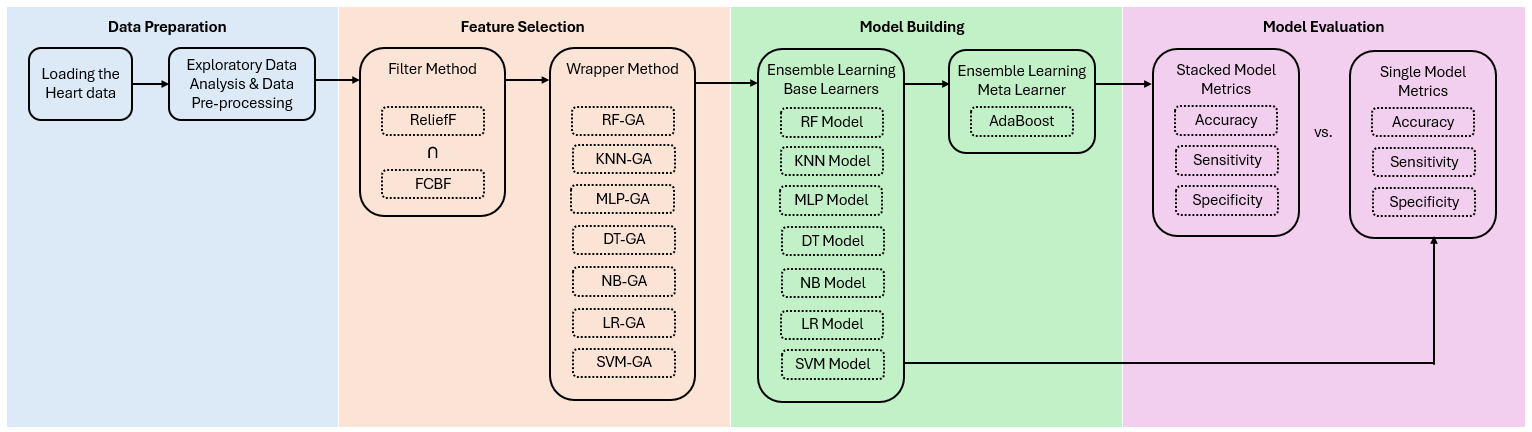 Data Preparation
Loading the
Heart data
Exploratory Data
Analysis & Data
Pre-processing
Feature Selection
Filter Method
ReliefF
∩
FCBF
Wrapper Method
RF-GA
KNN-GA
MLP-GA
DT-GA
NB-GA
LR-GA
SVM-GA
Model Building
Ensemble Learning
Base Learners
RF Model
KNN Model
MLP Model
DT Model
NB Model
LR Model
SVM Model
Ensemble Learning
Meta Learner
AdaBoost
Model Evaluation
Stacked Model
Metrics
Accuracy
Sensitivity
Specificity
vs.
Single Model
Metrics
Accuracy
Sensitivity
Specificity